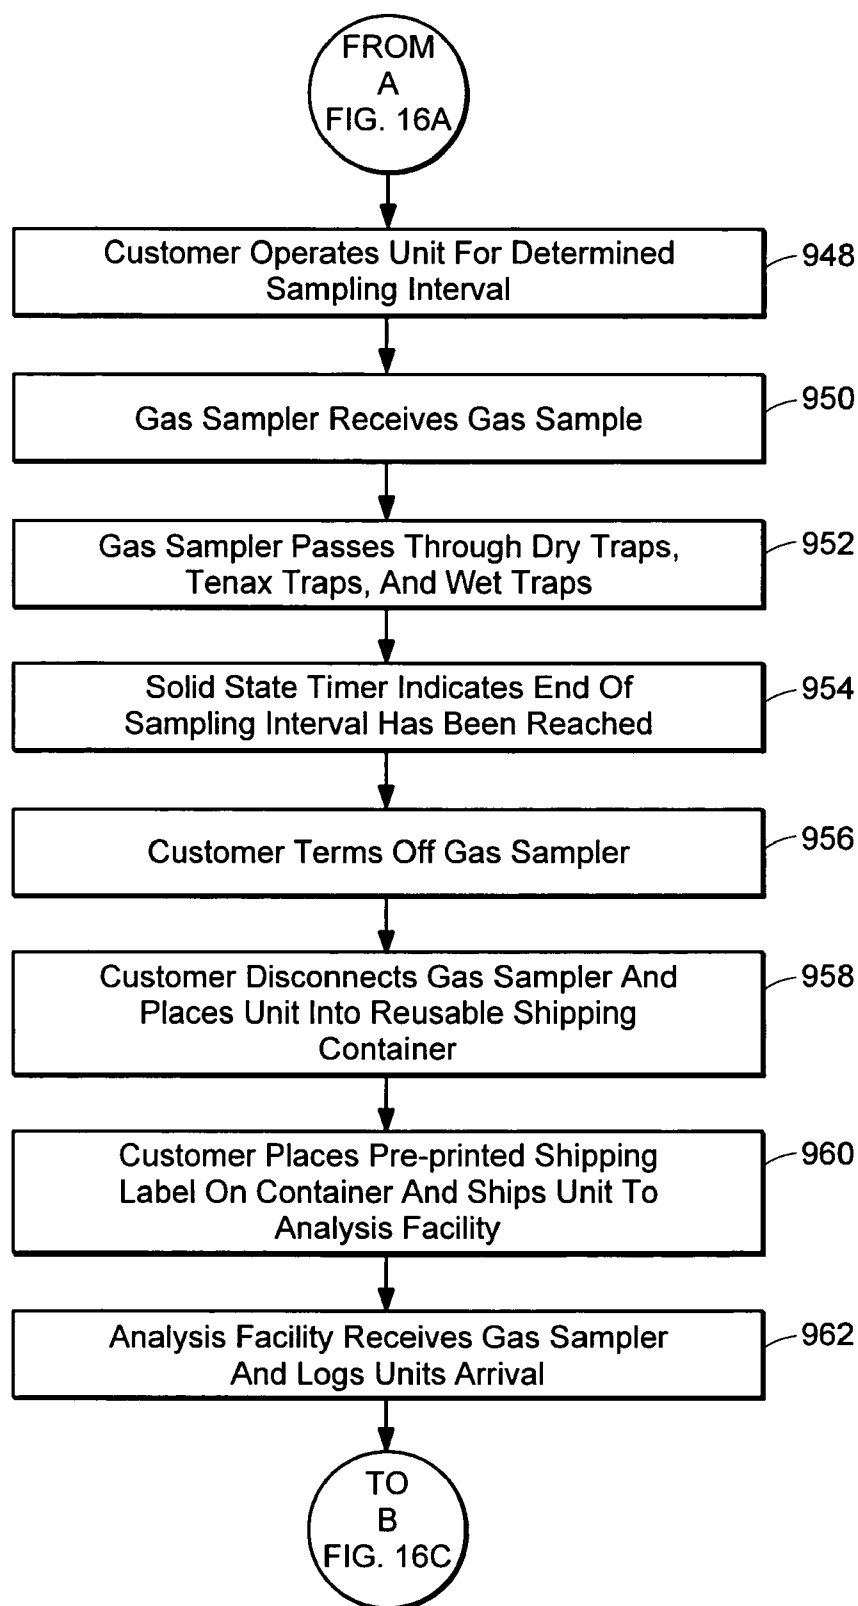 FROM
A
FIG. 16A
Customer Operates Unit For Determined
Sampling Interval
948
Gas Sampler Receives Gas Sample
950
Gas Sampler Passes Through Dry Traps,
Tenax Traps, And Wet Traps
952
Solid State Timer Indicates End Of
Sampling Interval Has Been Reached
954
Customer Terms Off Gas Sampler
956
Customer Disconnects Gas Sampler And
Places Unit Into Reusable Shipping
Container
958
Customer Places Pre-printed Shipping
Label On Container And Ships Unit To
Analysis Facility
960
Analysis Facility Receives Gas Sampler
And Logs Units Arrival
962
TO
B
FIG. 16C